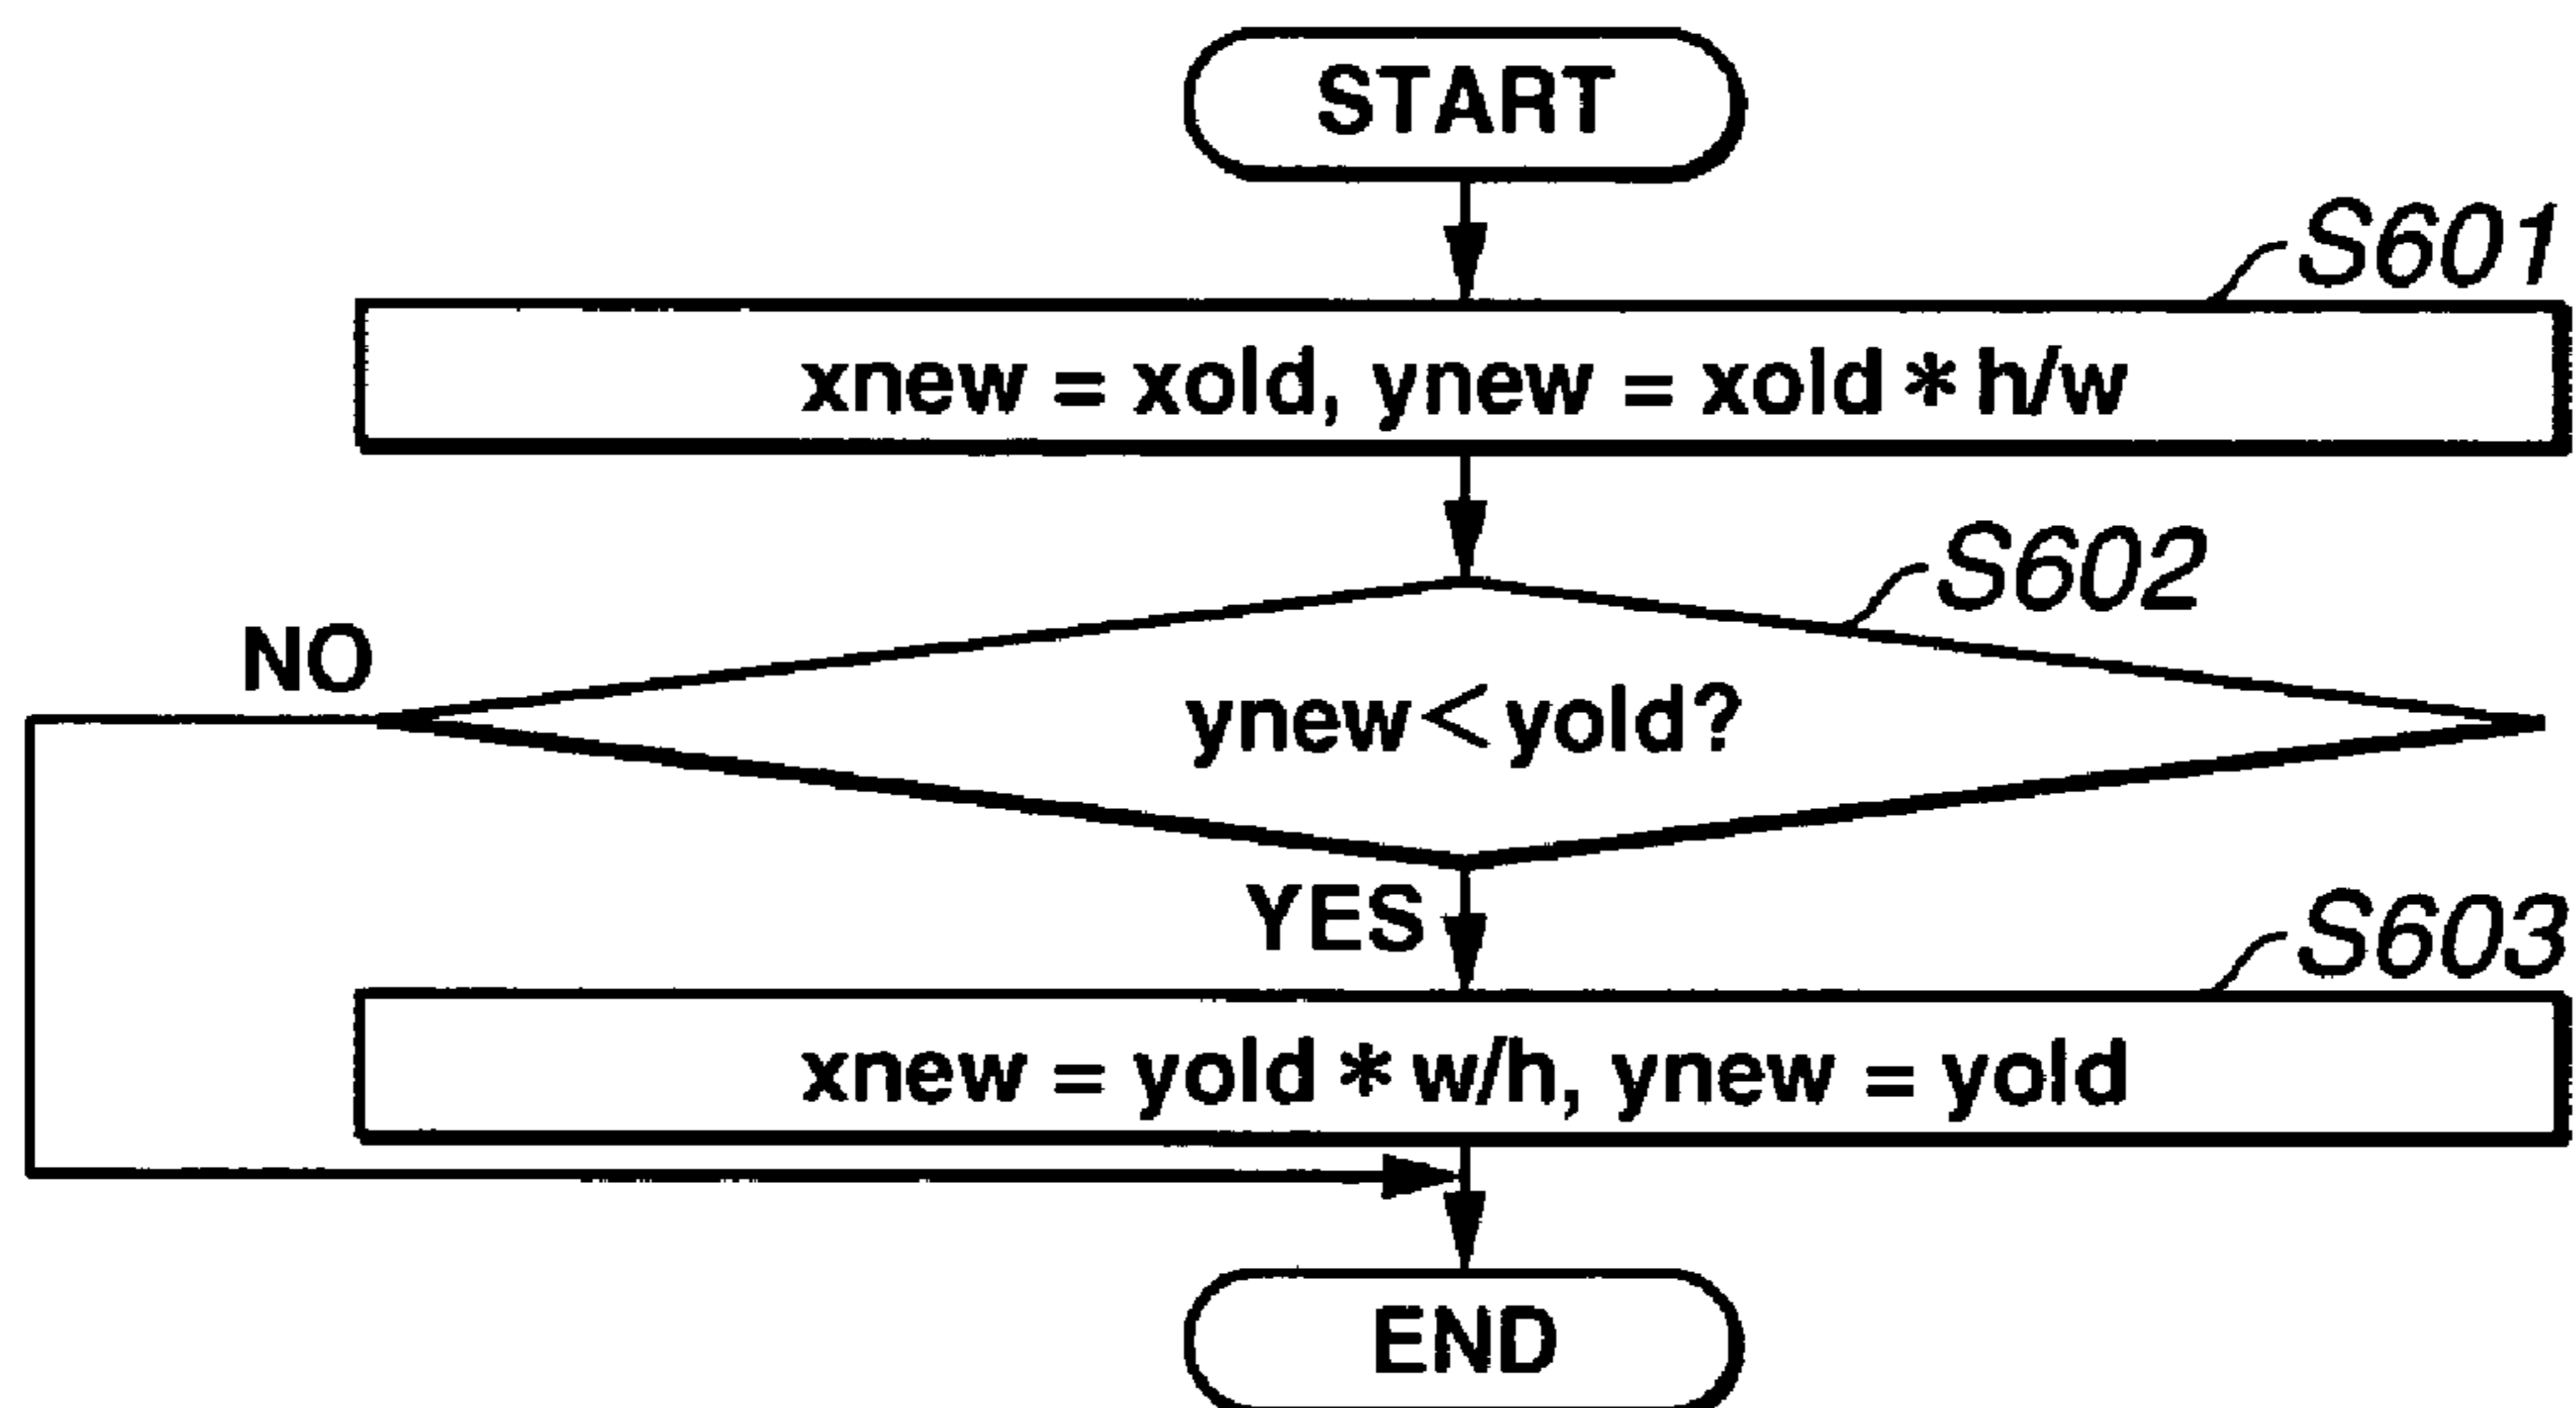 START
S601
xnew = xold, ynew = xold * h/w
S602
NO
ynew < yold?
YES
S603
xnew = yold * w/h, ynew = yold
END